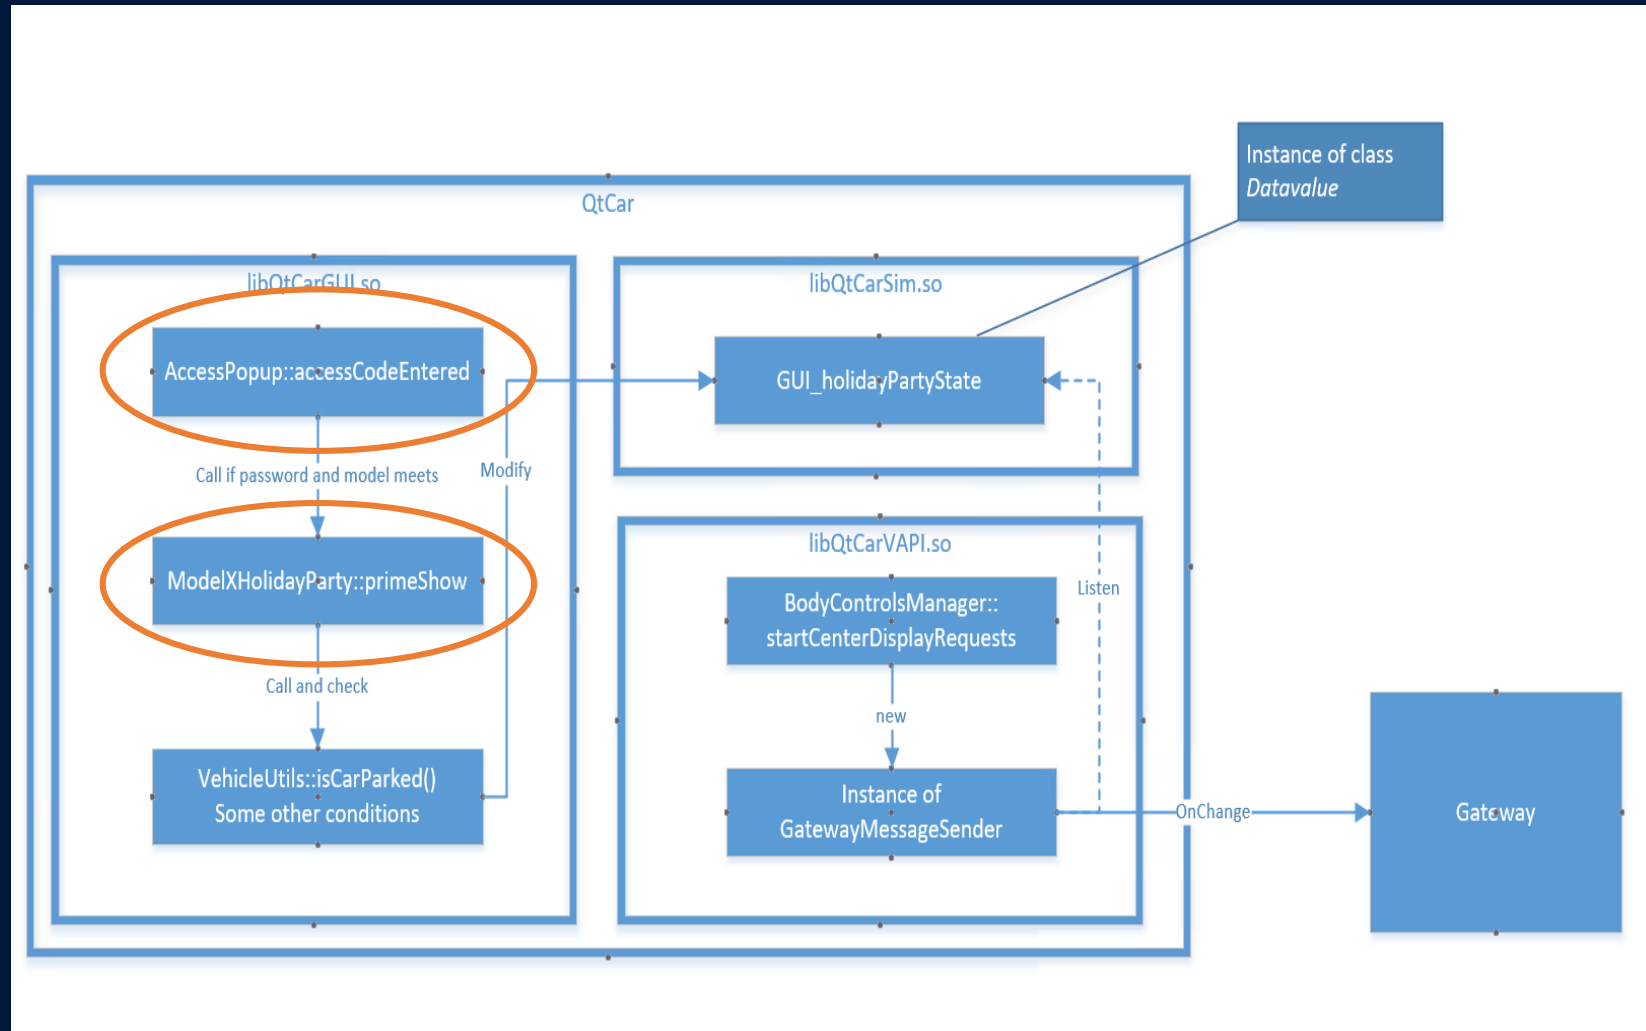 Instance of class
Datavalue
QtCar
libQtCarGUI.so
AccessPopup::accessCodeEntered
Call if password and model meets
ModelXHolidayParty::primeShow
Call and check
VehicleUtils::isCarParked()
Some other conditions
Modify
libQtCarSim.so
GUI_holidayPartyState
libQtCarVAPI.so
BodyControlsManager::
startCenterDisplayRequests
new
Instance of
GatewayMessageSender
Listen
OnChange
Gateway